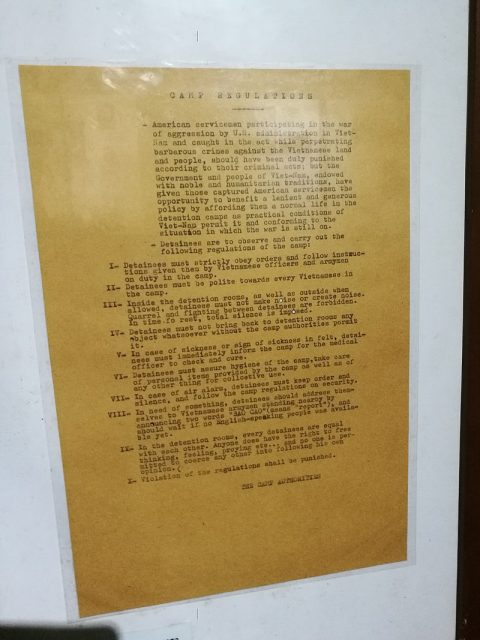 CAMP REGULATIONS
- American servicemen participating in the war
of aggression by U.S. administration in Viet-
Nam and caught in the act while perpetrating
barbarous crimes against the Vietnamese land
and people, should have been duly punished
according to their criminal acts; but the
Government and people of Viet-Nam, endowed
with noble and humanitarian traditions, have
given those captured American servicemen the
opportunity to benefit a lenient and generous
policy by affording them a normal life in the
detention camps as practical conditions of
Viet-Nam permit it and conforming to the
situation in which the war is still on.
- Detainees are to observe and carry out the
following regulations of the camp:
I- Detainees must strictly obey orders and follow instruc-
tions given them by Vietnamese officers and armymen
on duty in the camp.
II- Detainees must be polite towards every Vietnamese in
the camp.
III- Inside the detention rooms, as well as outside when
allowed, detainees must not make noise or create noise.
Quarrel and fighting between detainees are forbidden.
In time of rest, total silence is imposed.
IV- Detainees must not bring back to detention rooms any
object whatsoever without the camp authorities permit
it.
V- In case of sickness or sign of sickness is felt, detai-
nees must immediately inform the camp for the medical
officer to check and cure.
VI- Detainees must assure hygiene of the camp, take care
of personal items provided by the camp as well as of
any other thing for collective use.
VII- In case of air alarm, detainees must keep order and
silence, and follow the camp regulations on security.
VIII- In need of something, detainees should address them-
selves to Vietnamese armymen standing nearby by
announcing two words "BAO CAO" (means "report"), and
should wait if no English-speaking people was availa-
ble yet.
IX- In the detention rooms, every detainees are equal
with each other. Anyone does have the right to free
thinking, feeling, praying etc... and no one is per-
mitted to coerce any other into following his own
opinion.
X- Violation of the regulations shall be punished.
THE CAMP AUTHORITIES